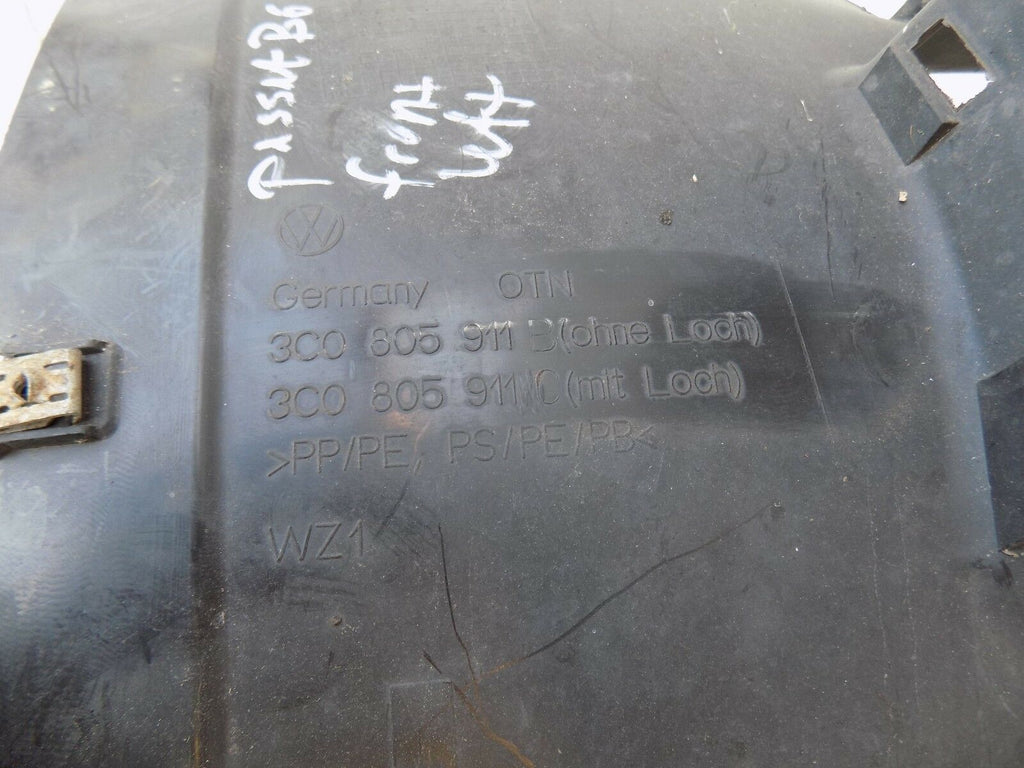 PASSAT B6
front
Left
VW
Germany OTN
3C0 805 911 B (ohne Loch)
3C0 805 911 C (mit Loch)
>PP/PE, PS/PE/PB<
WZ1